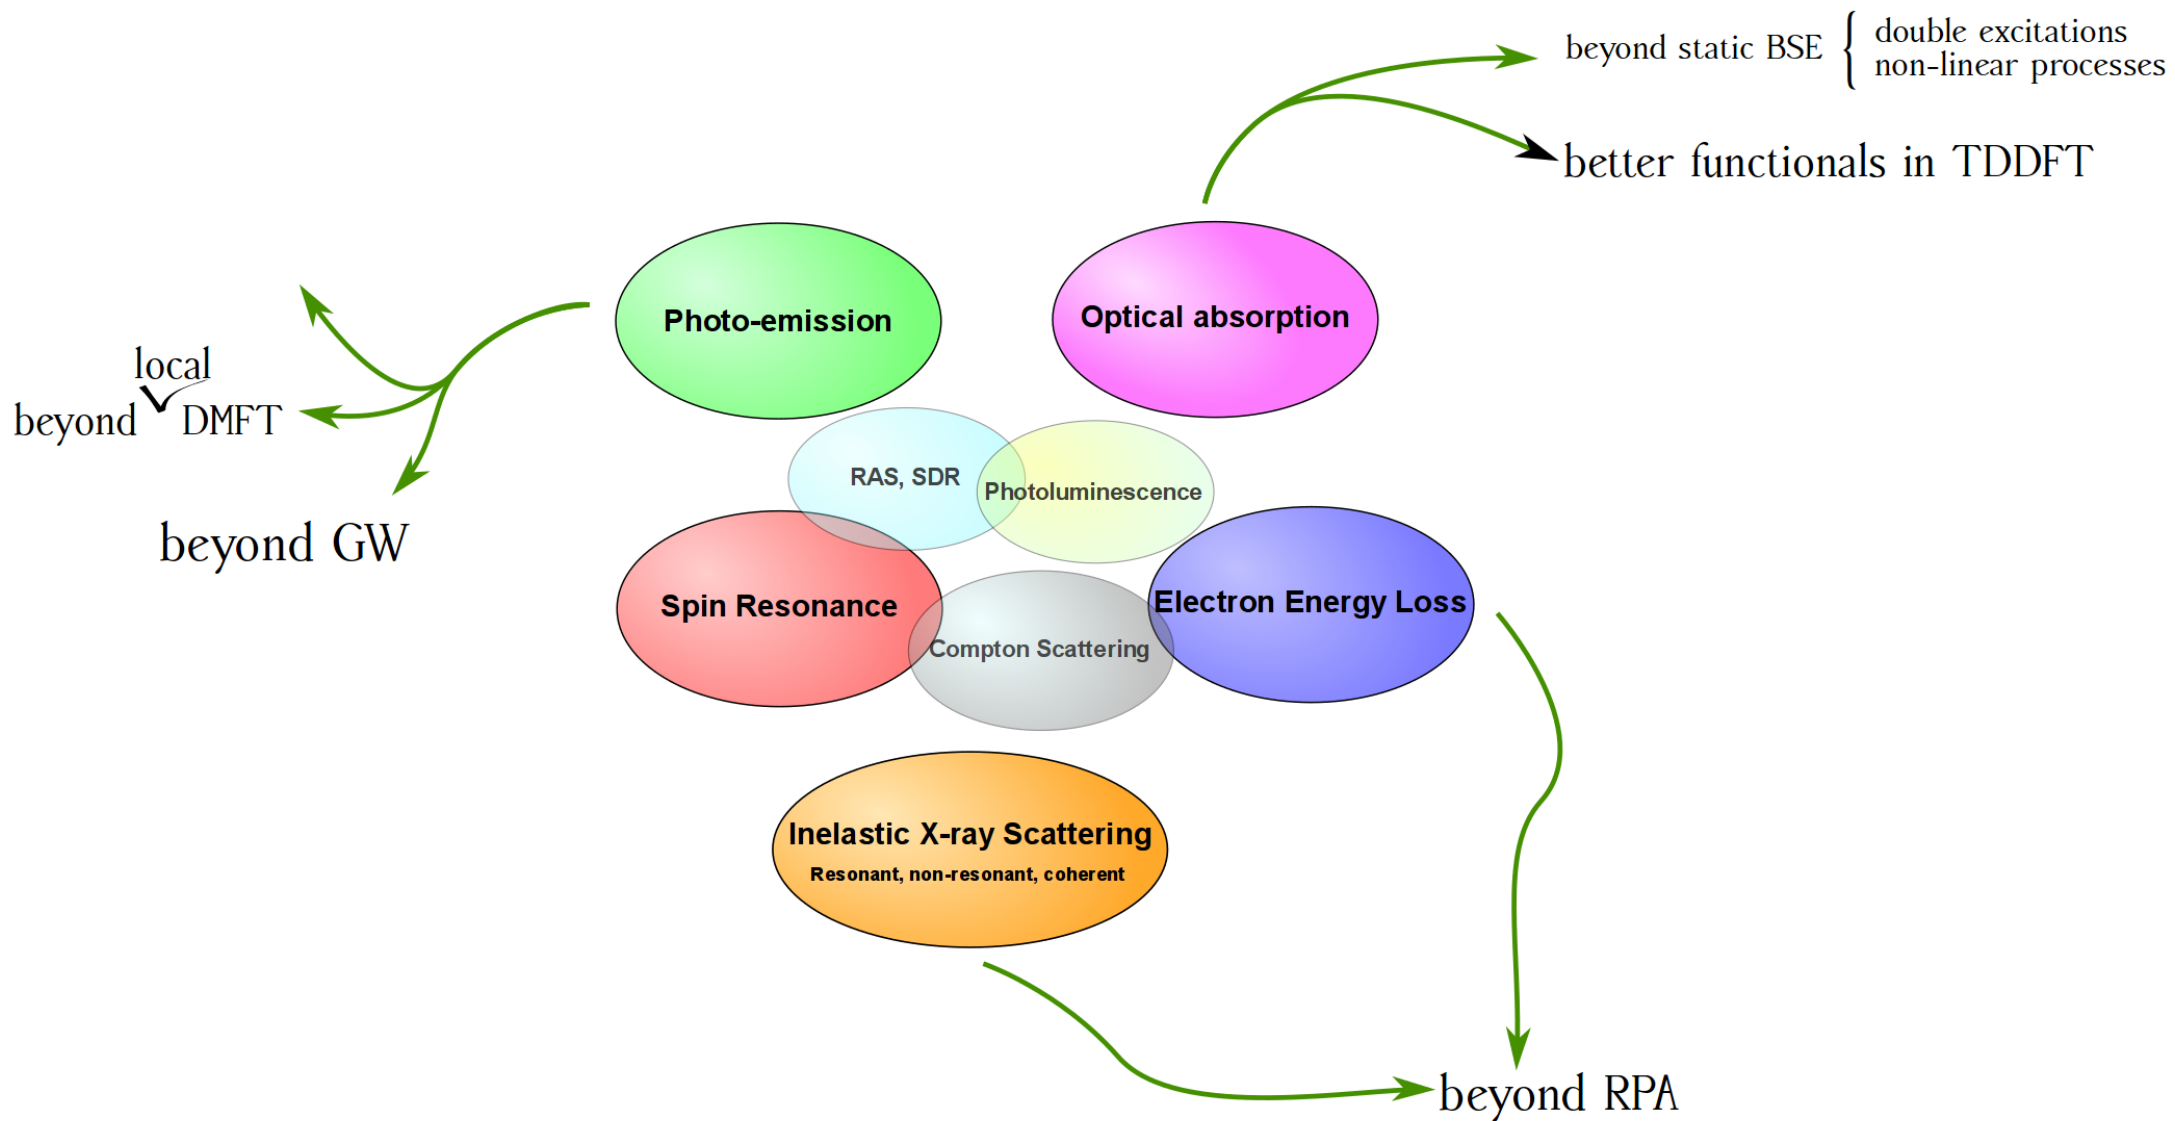 beyond static BSE
double excitations
non-linear processes
better functionals in TDDFT
Photo-emission
Optical absorption
local
beyond DMFT
beyond GW
RAS, SDR
Photoluminescence
Spin Resonance
Electron Energy Loss
Compton Scattering
Inelastic X-ray Scattering
Resonant, non-resonant, coherent
beyond RPA